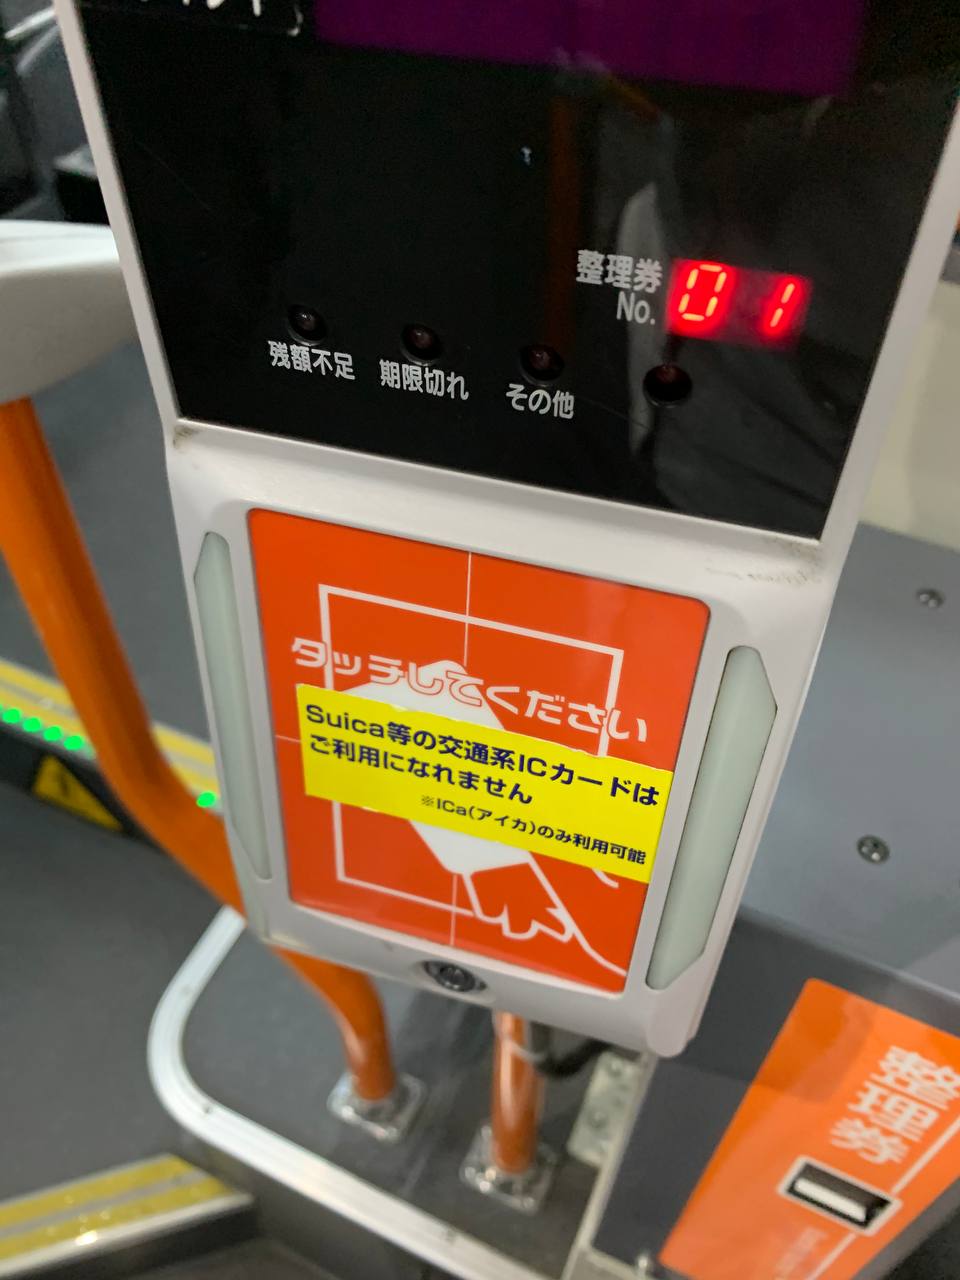 整理券
No. 01
残額不足
期限切れ
その他
タッチしてください
Suica等の交通系ICカードは
ご利用になれません
※ICa(アイカ)のみ利用可能
整理券